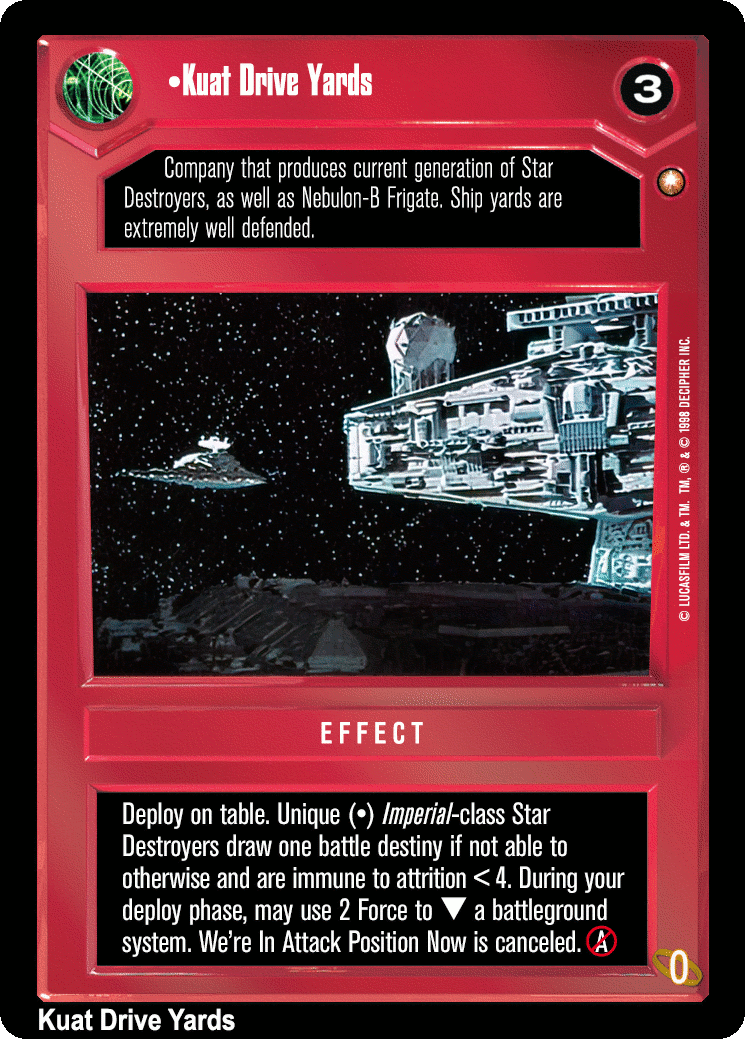 •Kuat Drive Yards
3
Company that produces current generation of Star
Destroyers, as well as Nebulon-B Frigate. Ship yards are
extremely well defended.
© LUCASFILM LTD. & TM. TM, ® & © 1998 DECIPHER INC.
EFFECT
Deploy on table. Unique (•) Imperial-class Star
Destroyers draw one battle destiny if not able to
otherwise and are immune to attrition < 4. During your
deploy phase, may use 2 Force to ▼ a battleground
system. We're In Attack Position Now is canceled. A
0
Kuat Drive Yards